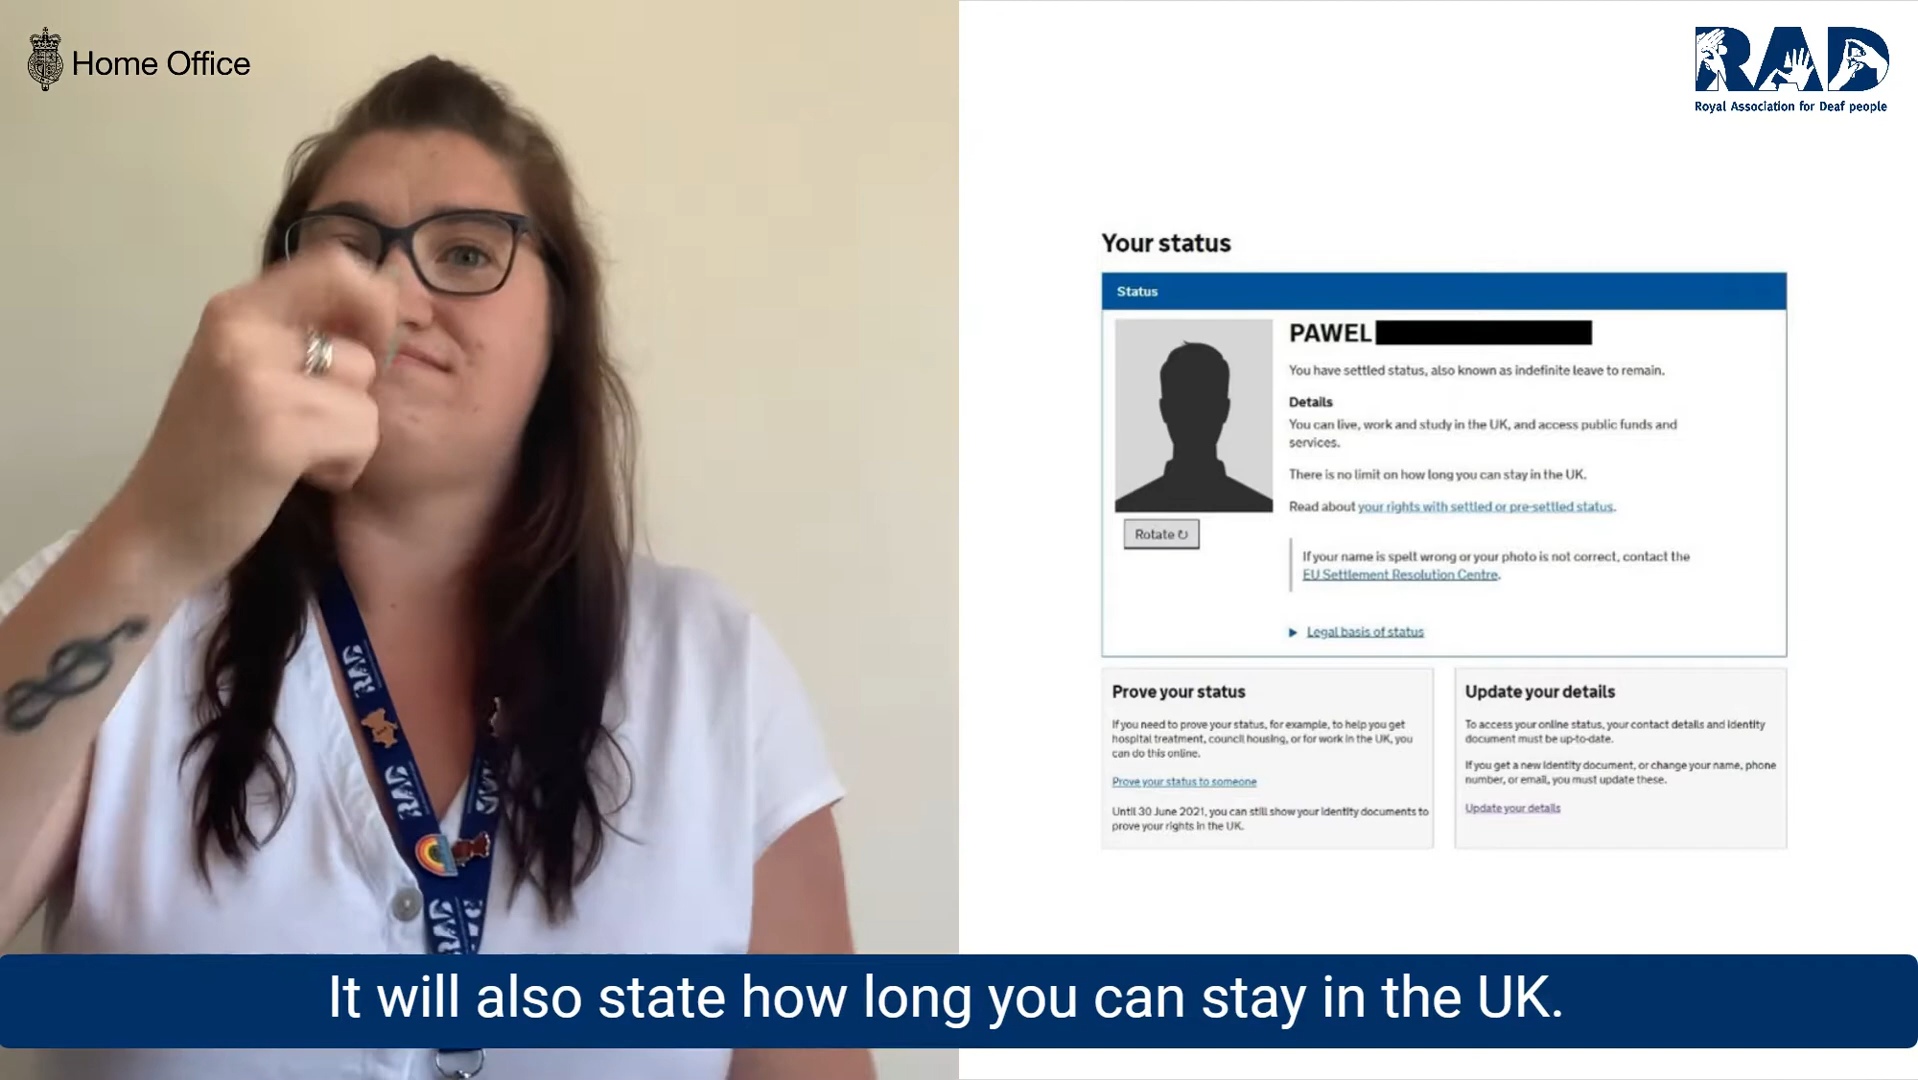 Home Office
RAD
Royal Association for Deaf people
Your status
Status
PAWEL
You have settled status, also known as indefinite leave to remain.
Details
You can live, work and study in the UK, and access public funds and
services.
There is no limit on how long you can stay in the UK.
Read about your rights with settled or pre-settled status.
Rotate ↻
If your name is spelt wrong or your photo is not correct, contact the
EU Settlement Resolution Centre.
▶ Legal basis of status
Prove your status
If you need to prove your status, for example, to help you get
hospital treatment, council housing, or for work in the UK, you
can do this online.
Prove your status to someone
Until 30 June 2021, you can still show your identity documents to
prove your rights in the UK.
Update your details
To access your online status, your contact details and identity
document must be up-to-date.
If you get a new identity document, or change your name, phone
number, or email, you must update these.
Update your details
RAD
RAD
RAD
It will also state how long you can stay in the UK.